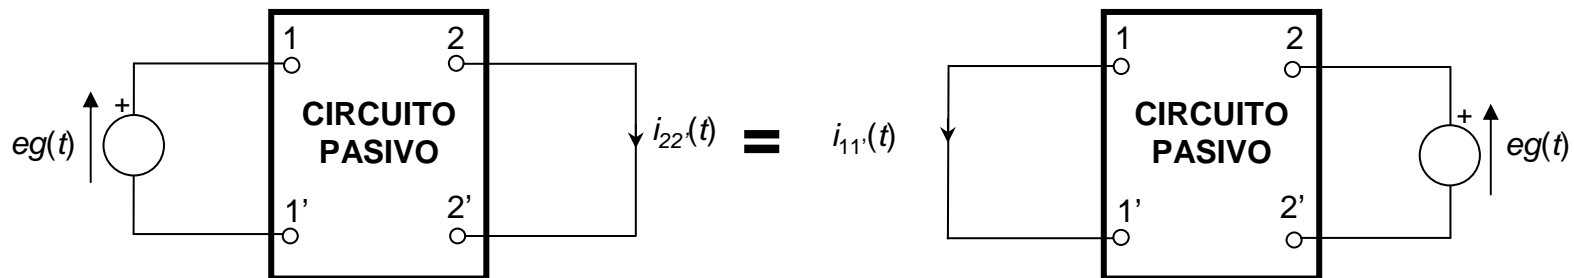 1 2
CIRCUITO
PASIVO
1’ 2’
+
eg(t)
i22’(t)
=
i11’(t)
1 2
CIRCUITO
PASIVO
1’ 2’
+
eg(t)